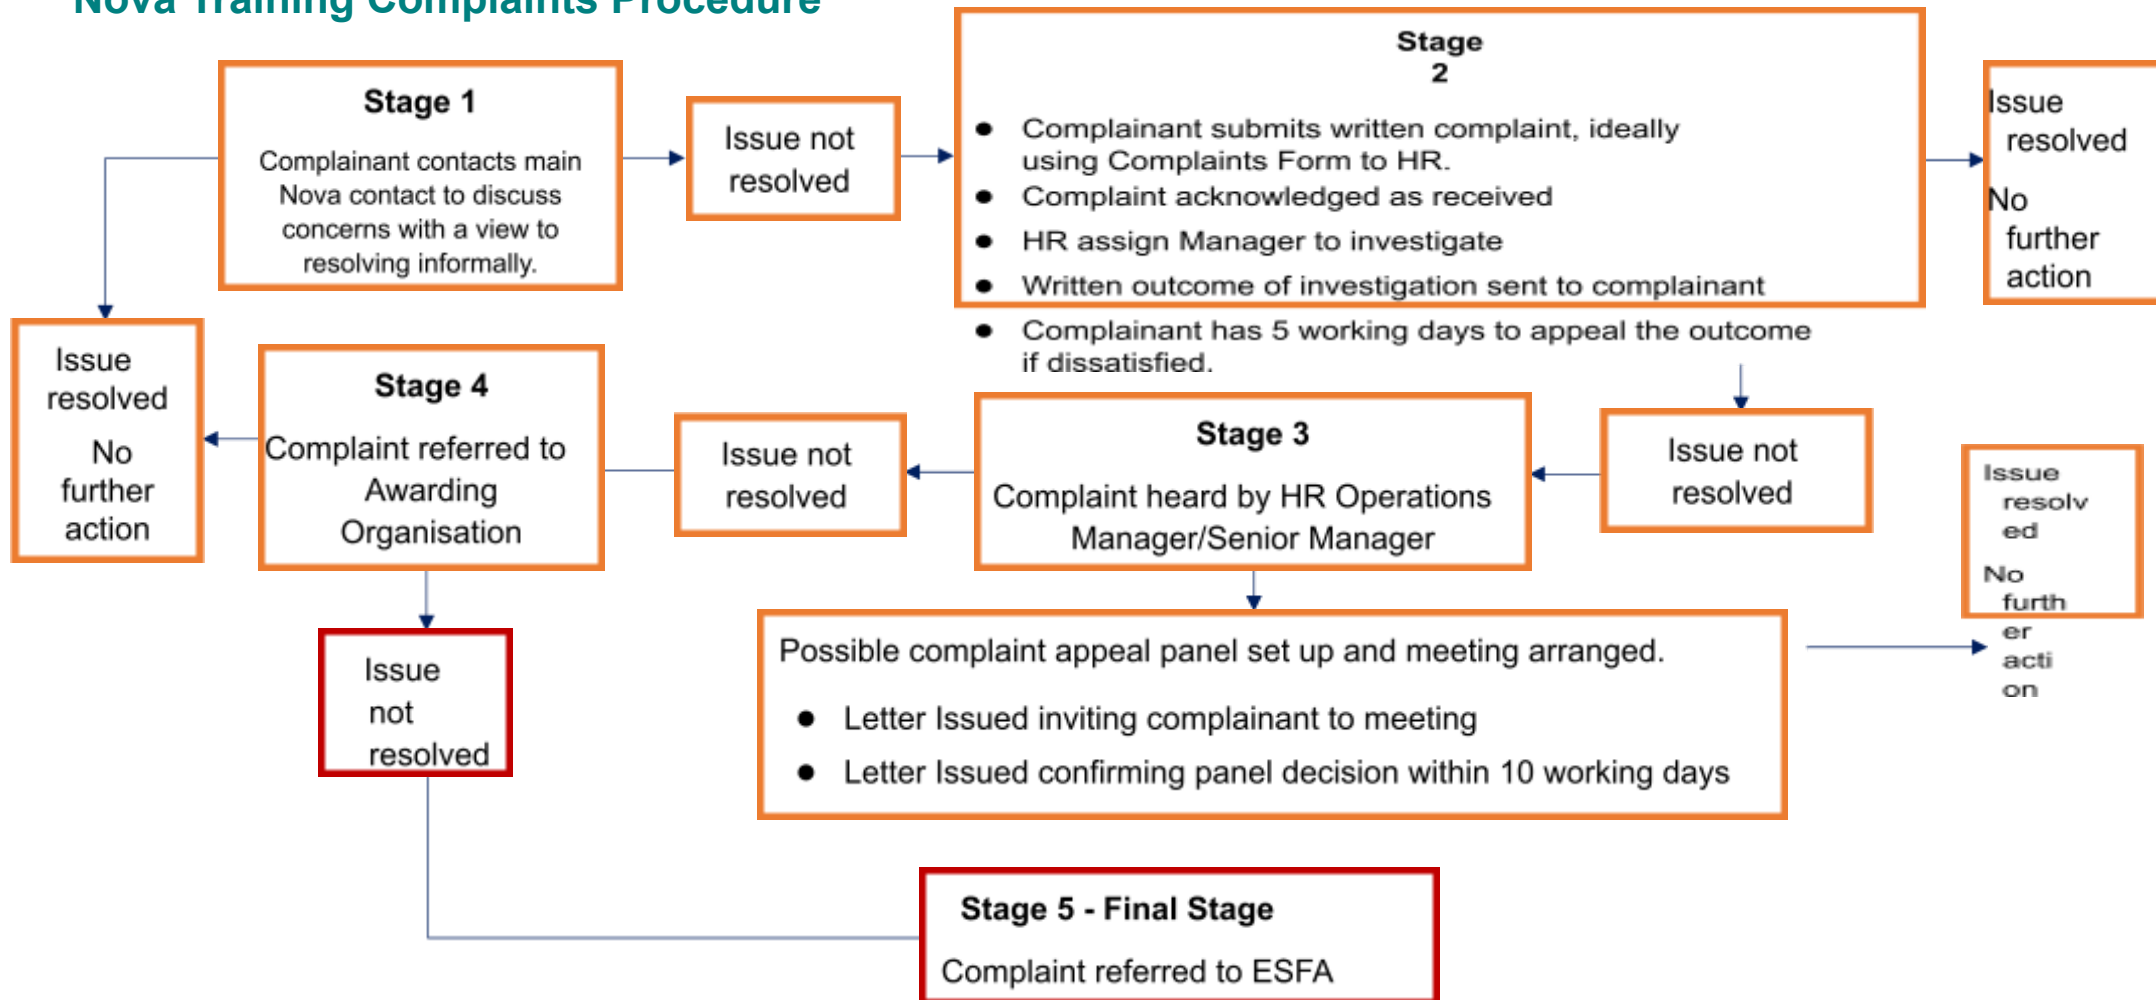 Nova Training Complaints Procedure
Stage 1
Complainant contacts main
Nova contact to discuss
concerns with a view to
resolving informally.
Issue not
resolved
Stage
2
● Complainant submits written complaint, ideally
using Complaints Form to HR.
● Complaint acknowledged as received
● HR assign Manager to investigate
● Written outcome of investigation sent to complainant
● Complainant has 5 working days to appeal the outcome
if dissatisfied.
Issue
resolved
No
further
action
Issue
resolved
No
further
action
Stage 4
Complaint referred to
Awarding
Organisation
Issue not
resolved
Stage 3
Complaint heard by HR Operations
Manager/Senior Manager
Issue not
resolved
Issue
resolv
ed
No
furth
er
acti
on
Issue
not
resolved
Possible complaint appeal panel set up and meeting arranged.
● Letter Issued inviting complainant to meeting
● Letter Issued confirming panel decision within 10 working days
Stage 5 - Final Stage
Complaint referred to ESFA